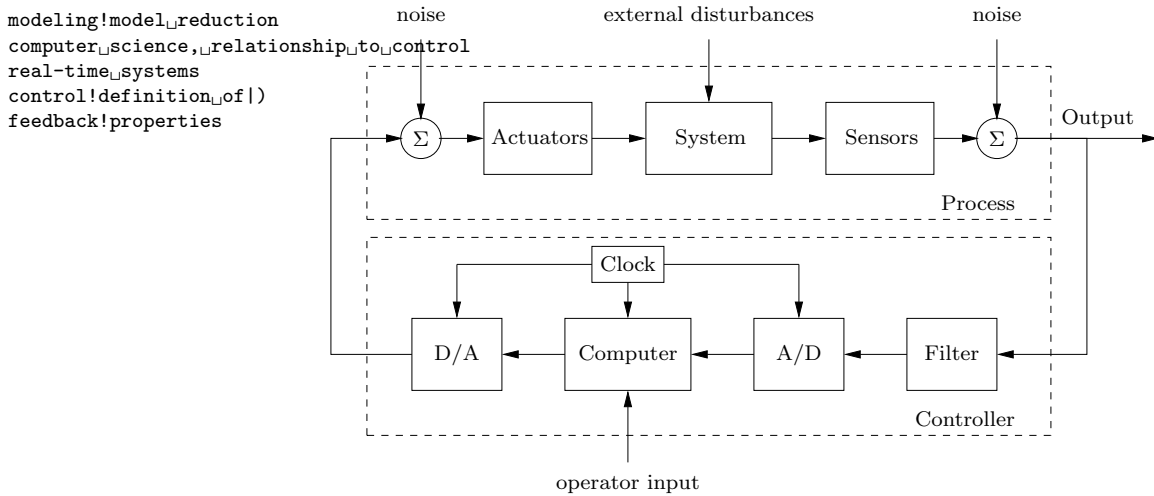 modeling!model␣reduction
computer␣science,␣relationship␣to␣control
real-time␣systems
control!definition␣of|)
feedback!properties
noise
external disturbances
noise
Σ
Actuators
System
Sensors
Σ
Output
Process
Clock
D/A
Computer
A/D
Filter
Controller
operator input